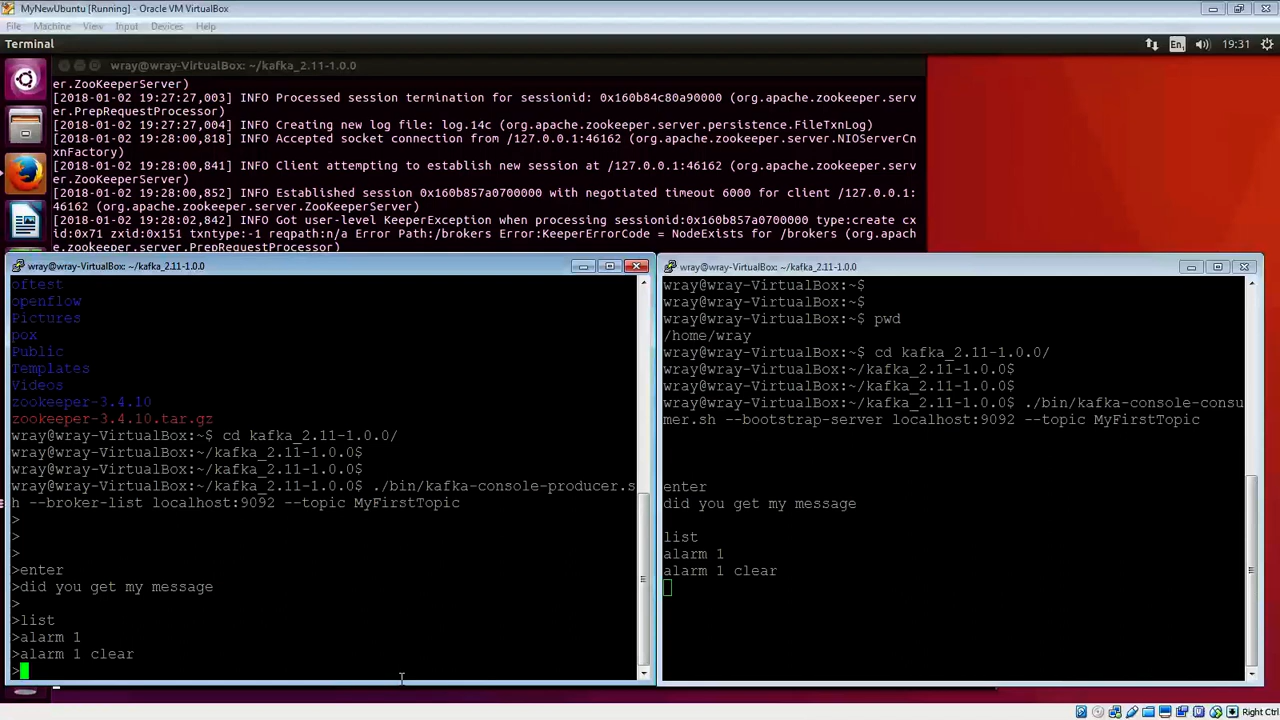 MyNewUbuntu [Running] - Oracle VM VirtualBox
File Machine View Input Devices Help
Terminal
En
19:31
wray@wray-VirtualBox: ~/kafka_2.11-1.0.0
er.ZooKeeperServer)
[2018-01-02 19:27:27,003] INFO Processed session termination for sessionid: 0x160b84c80a90000 (org.apache.zookeeper.serv
er.PrepRequestProcessor)
[2018-01-02 19:27:27,004] INFO Creating new log file: log.14c (org.apache.zookeeper.server.persistence.FileTxnLog)
[2018-01-02 19:28:00,818] INFO Accepted socket connection from /127.0.0.1:46162 (org.apache.zookeeper.server.NIOServerCn
xnFactory)
[2018-01-02 19:28:00,841] INFO Client attempting to establish new session at /127.0.0.1:46162 (org.apache.zookeeper.serv
er.ZooKeeperServer)
[2018-01-02 19:28:00,852] INFO Established session 0x160b857a0700000 with negotiated timeout 6000 for client /127.0.0.1:
46162 (org.apache.zookeeper.server.ZooKeeperServer)
[2018-01-02 19:28:02,842] INFO Got user-level KeeperException when processing sessionid:0x160b857a0700000 type:create cx
id:0x71 zxid:0x151 txntype:-1 reqpath:n/a Error Path:/brokers Error:KeeperErrorCode = NodeExists for /brokers (org.apach
e.zookeeper.server.PrepRequestProcessor)
wray@wray-VirtualBox: ~/kafka_2.11-1.0.0
oftest
openflow
Pictures
pox
Public
Templates
Videos
zookeeper-3.4.10
zookeeper-3.4.10.tar.gz
wray@wray-VirtualBox:~$ cd kafka_2.11-1.0.0/
wray@wray-VirtualBox:~/kafka_2.11-1.0.0$
wray@wray-VirtualBox:~/kafka_2.11-1.0.0$
wray@wray-VirtualBox:~/kafka_2.11-1.0.0$ ./bin/kafka-console-producer.s
h --broker-list localhost:9092 --topic MyFirstTopic
>
>
>
>enter
>did you get my message
>
>list
>alarm 1
>alarm 1 clear
>
wray@wray-VirtualBox: ~/kafka_2.11-1.0.0
wray@wray-VirtualBox:~$
wray@wray-VirtualBox:~$
wray@wray-VirtualBox:~$ pwd
/home/wray
wray@wray-VirtualBox:~$ cd kafka_2.11-1.0.0/
wray@wray-VirtualBox:~/kafka_2.11-1.0.0$
wray@wray-VirtualBox:~/kafka_2.11-1.0.0$
wray@wray-VirtualBox:~/kafka_2.11-1.0.0$ ./bin/kafka-console-consu
mer.sh --bootstrap-server localhost:9092 --topic MyFirstTopic
enter
did you get my message
list
alarm 1
alarm 1 clear
Right Ctrl